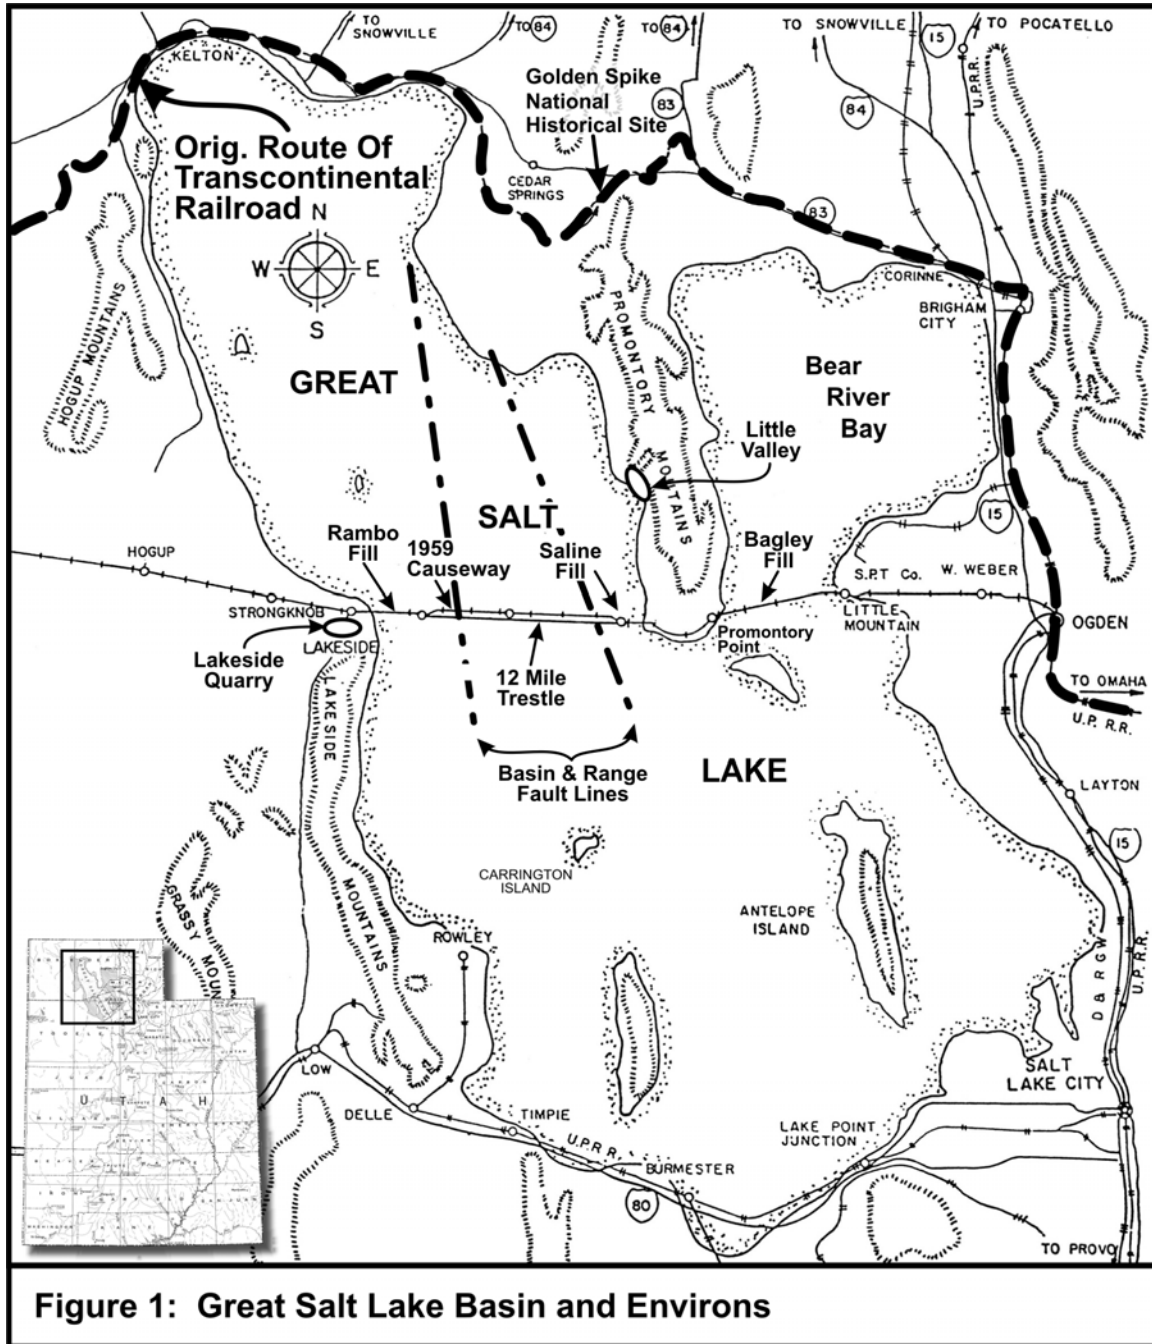 TO
SNOWVILLE
TO 84
TO 84
TO SNOWVILLE
15
TO POCATELLO
KELTON
U.P.R.R.
Golden Spike
National
Historical Site
83
84
Orig. Route Of
Transcontinental
Railroad
CEDAR
SPRINGS
83
N
W E
S
CORINNE
BRIGHAM
CITY
HOGUP MOUNTAINS
PROMONTORY
MOUNTAINS
GREAT
Bear
River
Bay
Little
Valley
SALT
15
Rambo
Fill
1959
Causeway
Saline
Fill
Bagley
Fill
HOGUP
S.P.T Co.
W. WEBER
STRONGKNOB
LITTLE
MOUNTAIN
OGDEN
LAKESIDE
Promontory
Point
Lakeside
Quarry
12 Mile
Trestle
TO OMAHA
U.P. R.R.
LAKESIDE
MOUNTAINS
Basin & Range
Fault Lines
LAKE
LAYTON
15
CARRINGTON
ISLAND
GRASSY MOUN
ANTELOPE
ISLAND
ROWLEY
D & RGW
U.P.R.R.
UTAH
LOW
SALT
LAKE CITY
DELLE
TIMPIE
U.P.R R.
LAKE POINT
JUNCTION
BURMESTER
80
TO PROVO
Figure 1: Great Salt Lake Basin and Environs